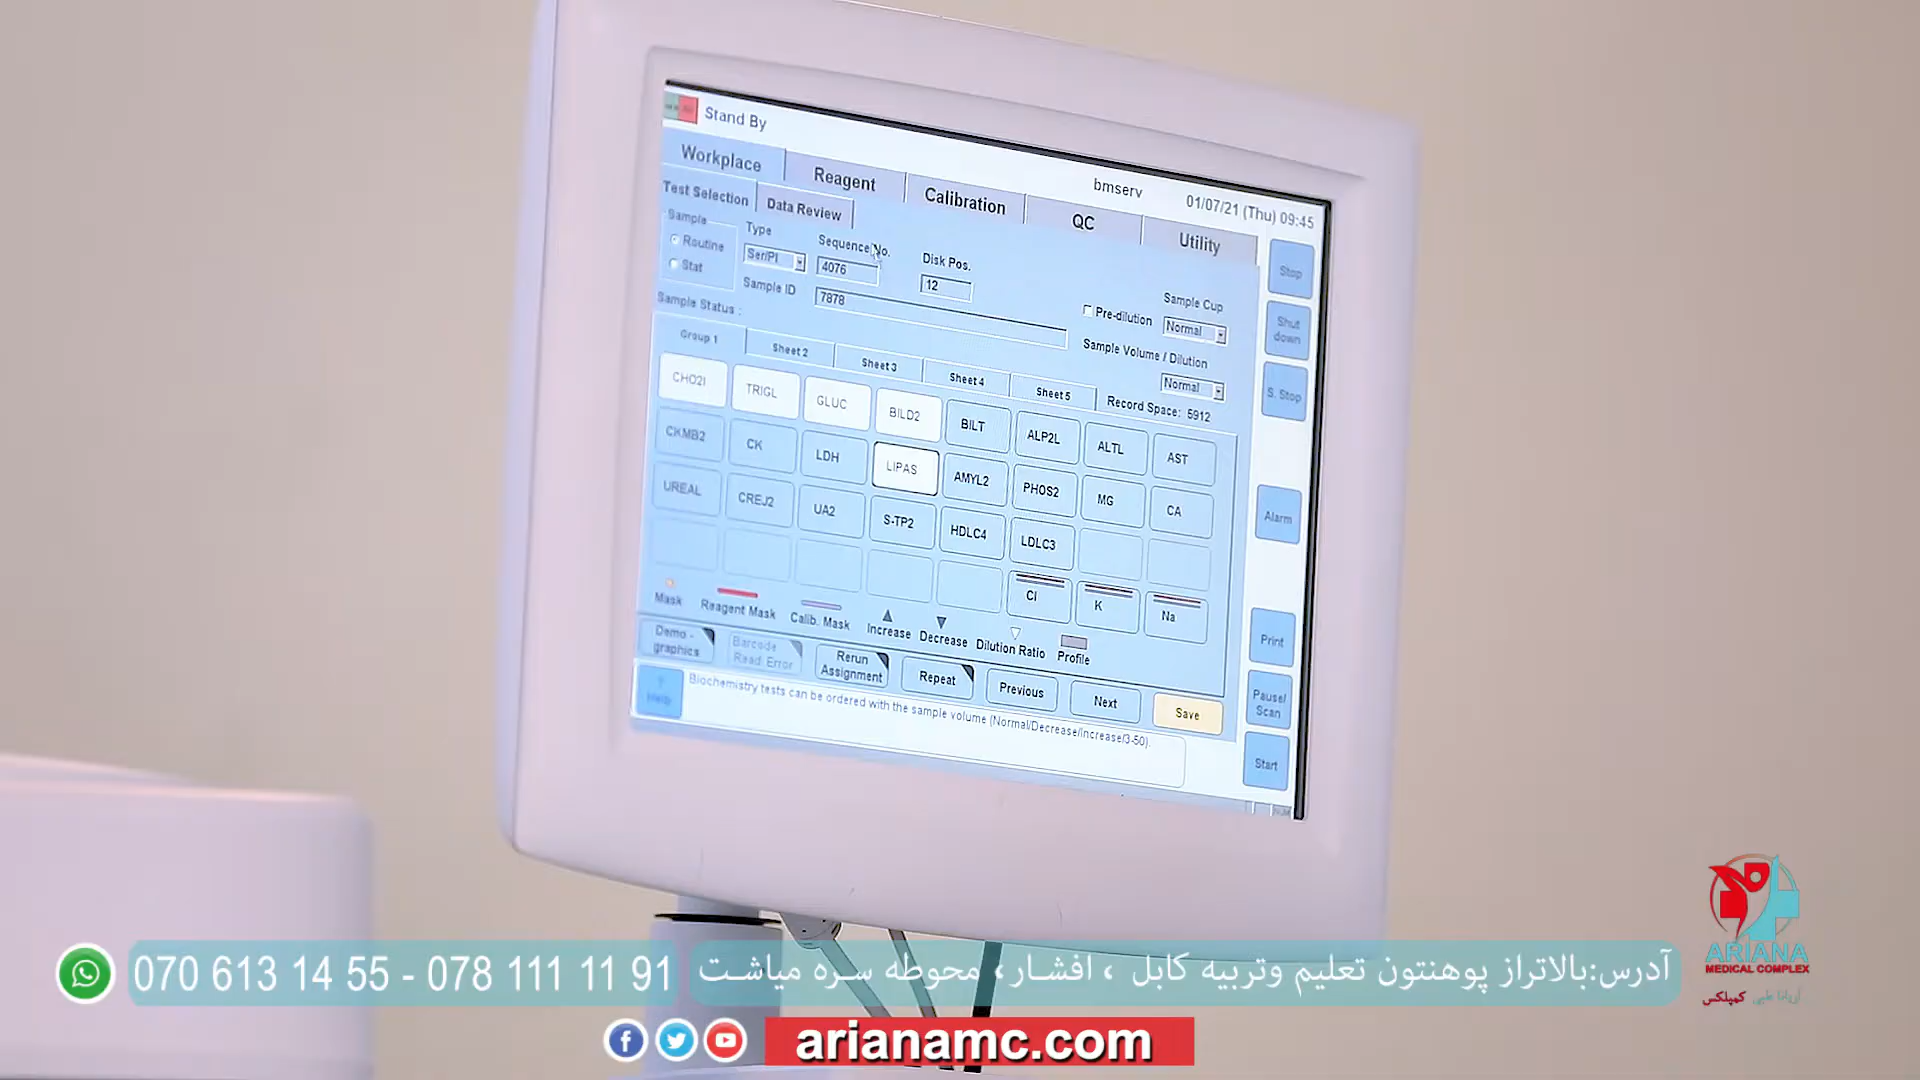 Stand By
bmserv
01/07/21 (Thu) 09:45
Workplace
Reagent
Calibration
QC
Utility
Test Selection
Data Review
Sample
Routine
Stat
Type
Ser/Pl
Sequence No.
4076
Disk Pos.
12
Sample ID
7878
Sample Status :
Pre-dilution
Sample Cup
Normal
Sample Volume / Dilution
Normal
Record Space: 5912
Group 1
Sheet 2
Sheet 3
Sheet 4
Sheet 5
CHO2I TRIGL GLUC BILD2 BILT ALP2L ALTL AST
CKMB2 CK LDH LIPAS AMYL2 PHOS2 MG CA
UREAL CREJ2 UA2 S-TP2 HDLC4 LDLC3
Cl K Na
Mask
Reagent Mask
Calib. Mask
Increase
Decrease
Dilution Ratio
Profile
Demo-
graphics
Barcode
Read Error
Rerun
Assignment
Repeat
Previous
Next
Save
?
Help
Biochemistry tests can be ordered with the sample volume (Normal/Decrease/Increase/3-50).
Stop
Shut
down
S. Stop
Alarm
Print
Pause/
Scan
Start
NUM
ARIANA
MEDICAL COMPLEX
آریانا طبی کمپلکس
آدرس:بالاتراز پوهنتون تعلیم وتربیه کابل ، افشار، محوطه سره میاشت
070 613 14 55 - 078 111 11 91
arianamc.com